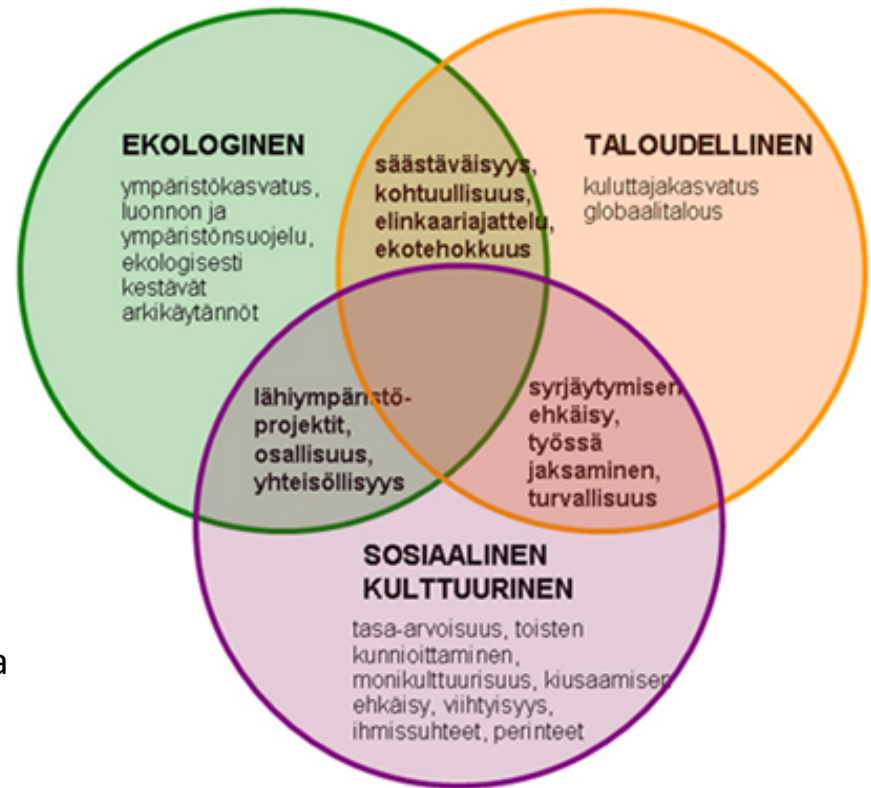 EKOLOGINEN
ympäristökasvatus,
luonnon ja
ympäristönsuojelu,
ekologisesti
kestävät
arkikäytännöt
säästäväisyys,
kohtuullisuus,
elinkaariajattelu,
ekotehokkuus
TALOUDELLINEN
kuluttajakasvatus
globaalitalous
lähiympäristö-
projektit,
osallisuus,
yhteisöllisyys
syrjäytymisen
ehkäisy,
työssä
jaksaminen,
turvallisuus
SOSIAALINEN
KULTTUURINEN
tasa-arvoisuus, toisten
kunnioittaminen,
monikulttuurisuus, kiusaamisen
ehkäisy, viihtyisyys,
ihmissuhteet, perinteet
a